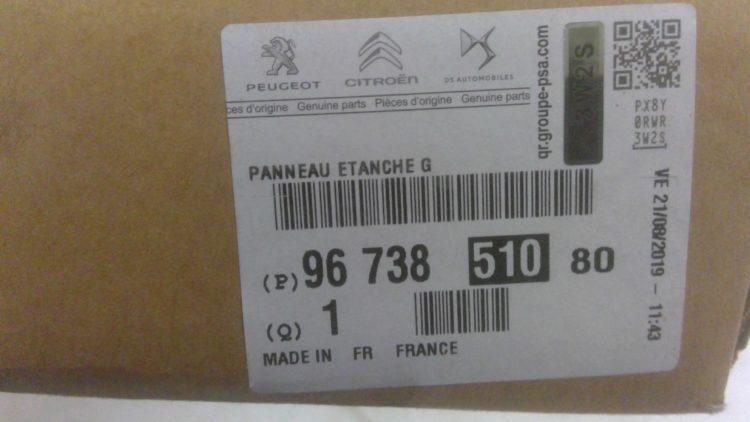 PEUGEOT
CITROËN
DS AUTOMOBILES
ces d'origine Genuine parts Pièces d'origine Genuine parts
qr.groupe-psa.com
PX8Y
0RWR
3W2S
PANNEAU ETANCHE G
(P) 96 738 510 80
(Q) 1
MADE IN FR FRANCE
VE 21/08/2019 - 11:43